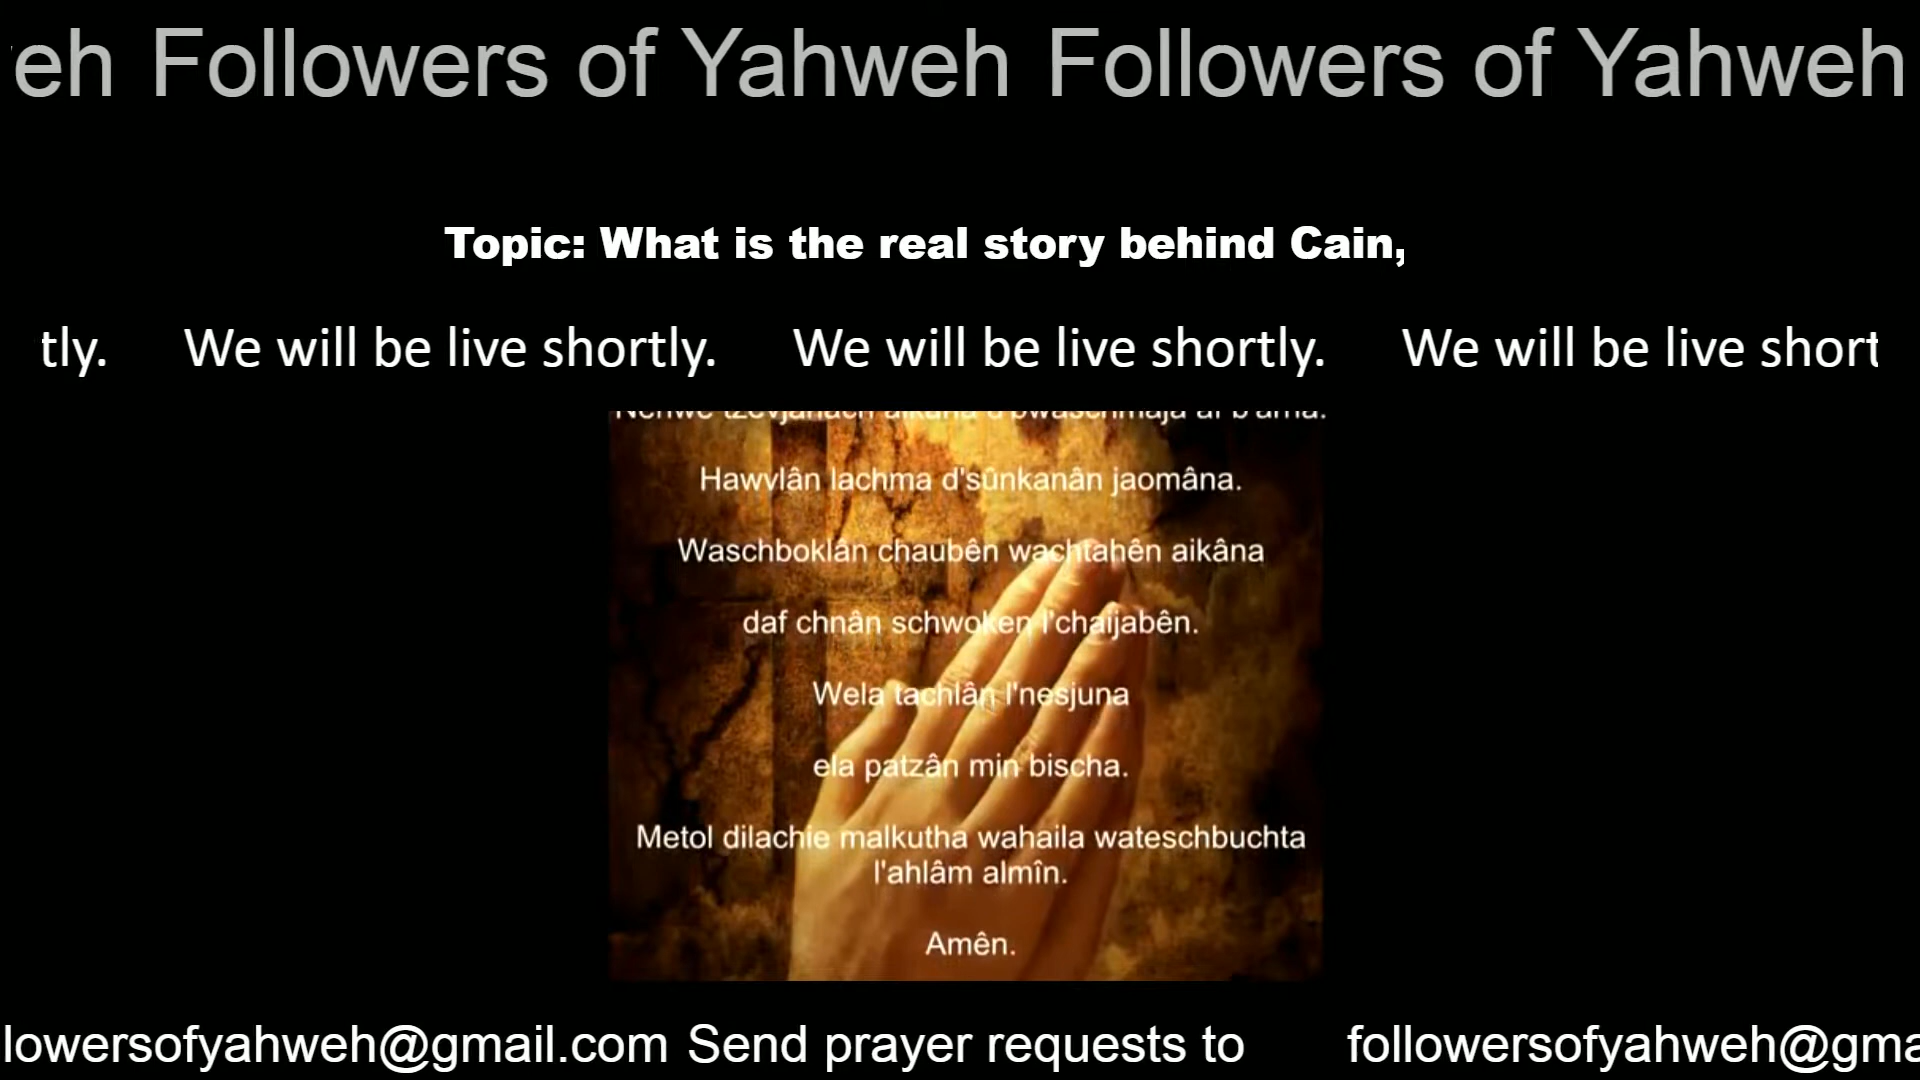 eh Followers of Yahweh Followers of Yahweh
Topic: What is the real story behind Cain,
tly. We will be live shortly. We will be live shortly. We will be live short
Hawvlân lachma d'sûnkanân jaomâna.
Waschboklân chaubên wachtahên aikâna
daf chnân schwoken l'chaijabên.
Wela tachlân l'nesjuna
ela patzân min bischa.
Metol dilachie malkutha wahaila wateschbuchta
l'ahlâm almîn.
Amên.
lowersofyahweh@gmail.com Send prayer requests to followersofyahweh@gma